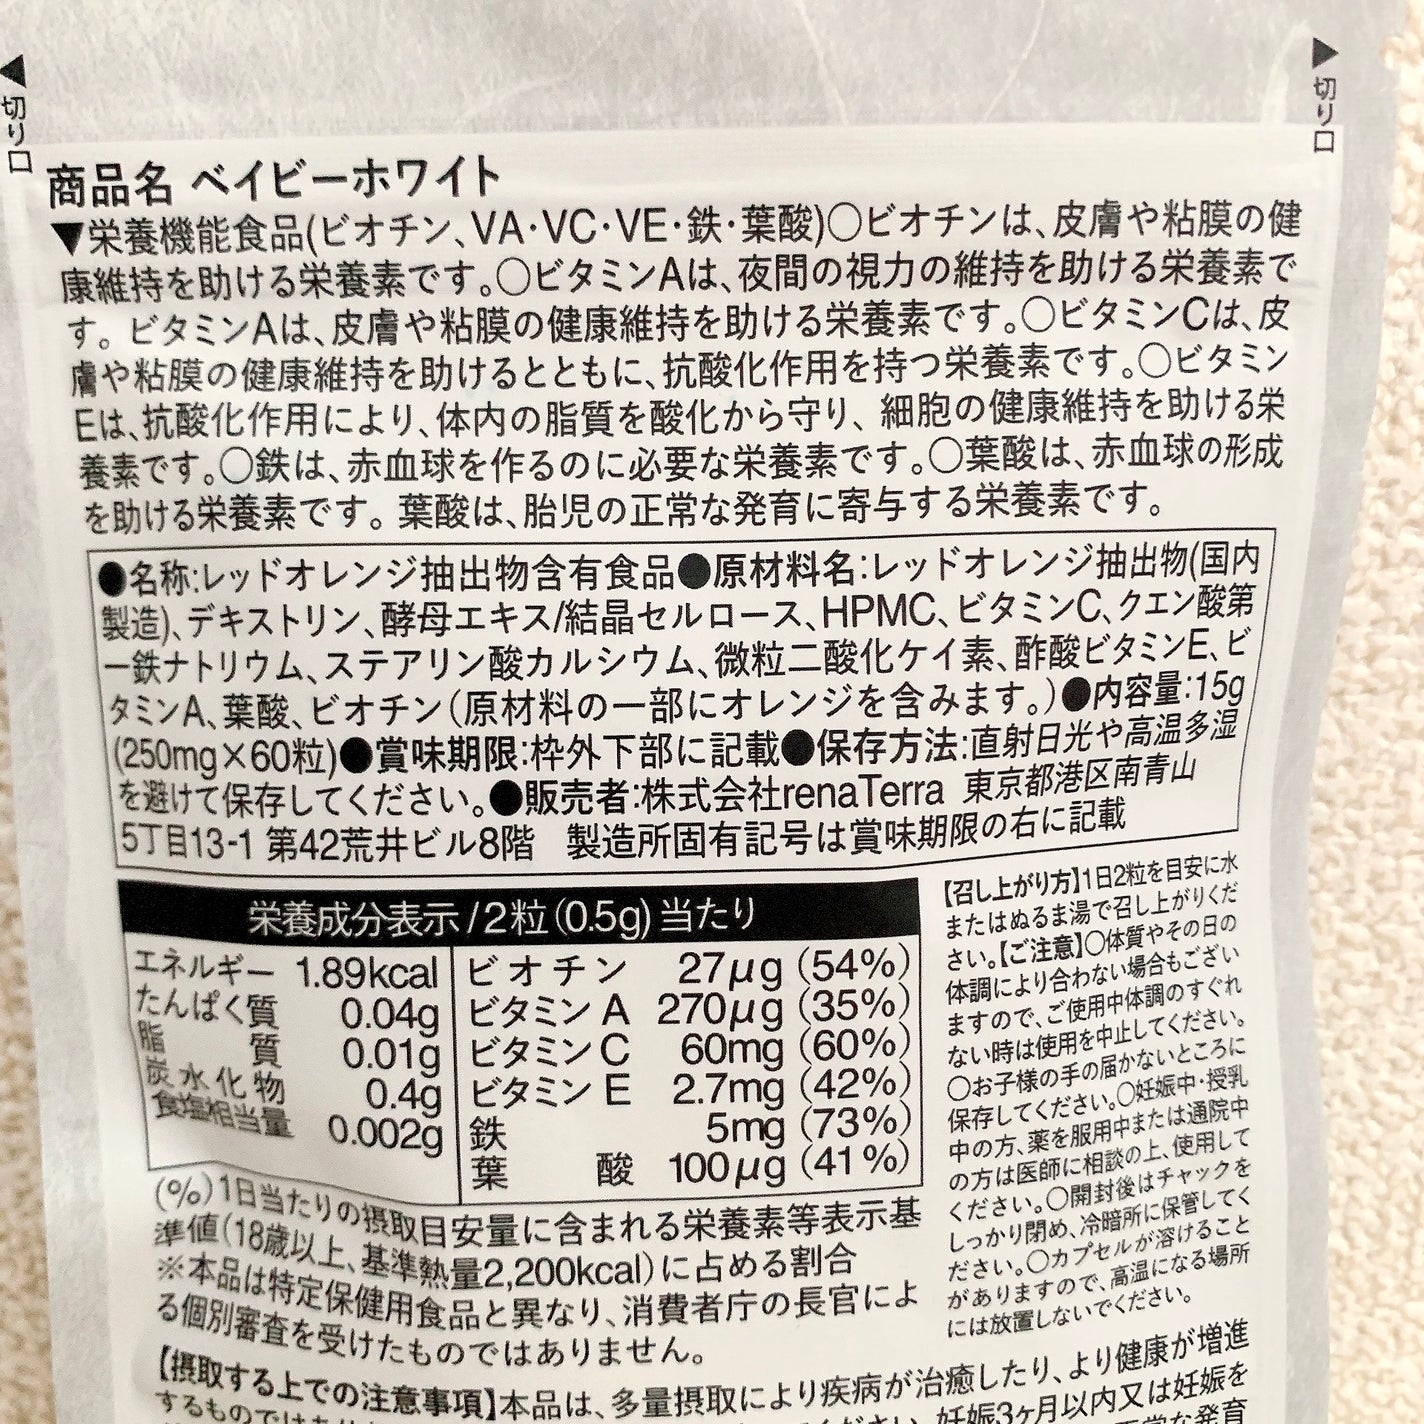 切り口
切り口
商品名 ベイビーホワイト
▼栄養機能食品(ビオチン、VA・VC・VE・鉄・葉酸)〇ビオチンは、皮膚や粘膜の健
康維持を助ける栄養素です。〇ビタミンAは、夜間の視力の維持を助ける栄養素で
す。ビタミンAは、皮膚や粘膜の健康維持を助ける栄養素です。〇ビタミンCは、皮
膚や粘膜の健康維持を助けるとともに、抗酸化作用を持つ栄養素です。〇ビタミン
Eは、抗酸化作用により、体内の脂質を酸化から守り、細胞の健康維持を助ける栄
養素です。〇鉄は、赤血球を作るのに必要な栄養素です。〇葉酸は、赤血球の形成
を助ける栄養素です。葉酸は、胎児の正常な発育に寄与する栄養素です。
●名称:レッドオレンジ抽出物含有食品●原材料名:レッドオレンジ抽出物(国内
製造)、デキストリン、酵母エキス/結晶セルロース、HPMC、ビタミンC、クエン酸第
一鉄ナトリウム、ステアリン酸カルシウム、微粒二酸化ケイ素、酢酸ビタミンE、ビ
タミンA、葉酸、ビオチン(原材料の一部にオレンジを含みます。)●内容量:15g
(250mg×60粒)●賞味期限:枠外下部に記載●保存方法:直射日光や高温多湿
を避けて保存してください。●販売者:株式会社renaTerra 東京都港区南青山
5丁目13-1 第42荒井ビル8階 製造所固有記号は賞味期限の右に記載
栄養成分表示/2粒(0.5g)当たり
エネルギー 1.89kcal
たんぱく質 0.04g
脂質 0.01g
炭水化物 0.4g
食塩相当量 0.002g
ビオチン 27μg (54%)
ビタミンA 270μg (35%)
ビタミンC 60mg (60%)
ビタミンE 2.7mg (42%)
鉄 5mg (73%)
葉酸 100μg (41%)
(%)1日当たりの摂取目安量に含まれる栄養素等表示基
準値(18歳以上、基準熱量2,200kcal)に占める割合
※本品は特定保健用食品と異なり、消費者庁の長官によ
る個別審査を受けたものではありません。
【召し上がり方】1日2粒を目安に水
またはぬるま湯で召し上がりくだ
さい。【ご注意】〇体質やその日の
体調により合わない場合もござい
ますので、ご使用中体調のすぐれ
ない時は使用を中止してください。
〇お子様の手の届かないところに
保存してください。〇妊娠中・授乳
中の方、薬を服用中または通院中
の方は医師に相談の上、使用して
ください。〇開封後はチャックを
しっかり閉め、冷暗所に保管してく
ださい。〇カプセルが溶けること
がありますので、高温になる場所
には放置しないでください。
【摂取する上での注意事項】本品は、多量摂取により疾病が治癒したり、より健康が増進
するものではあり 妊娠3ヶ月以内又は妊娠を